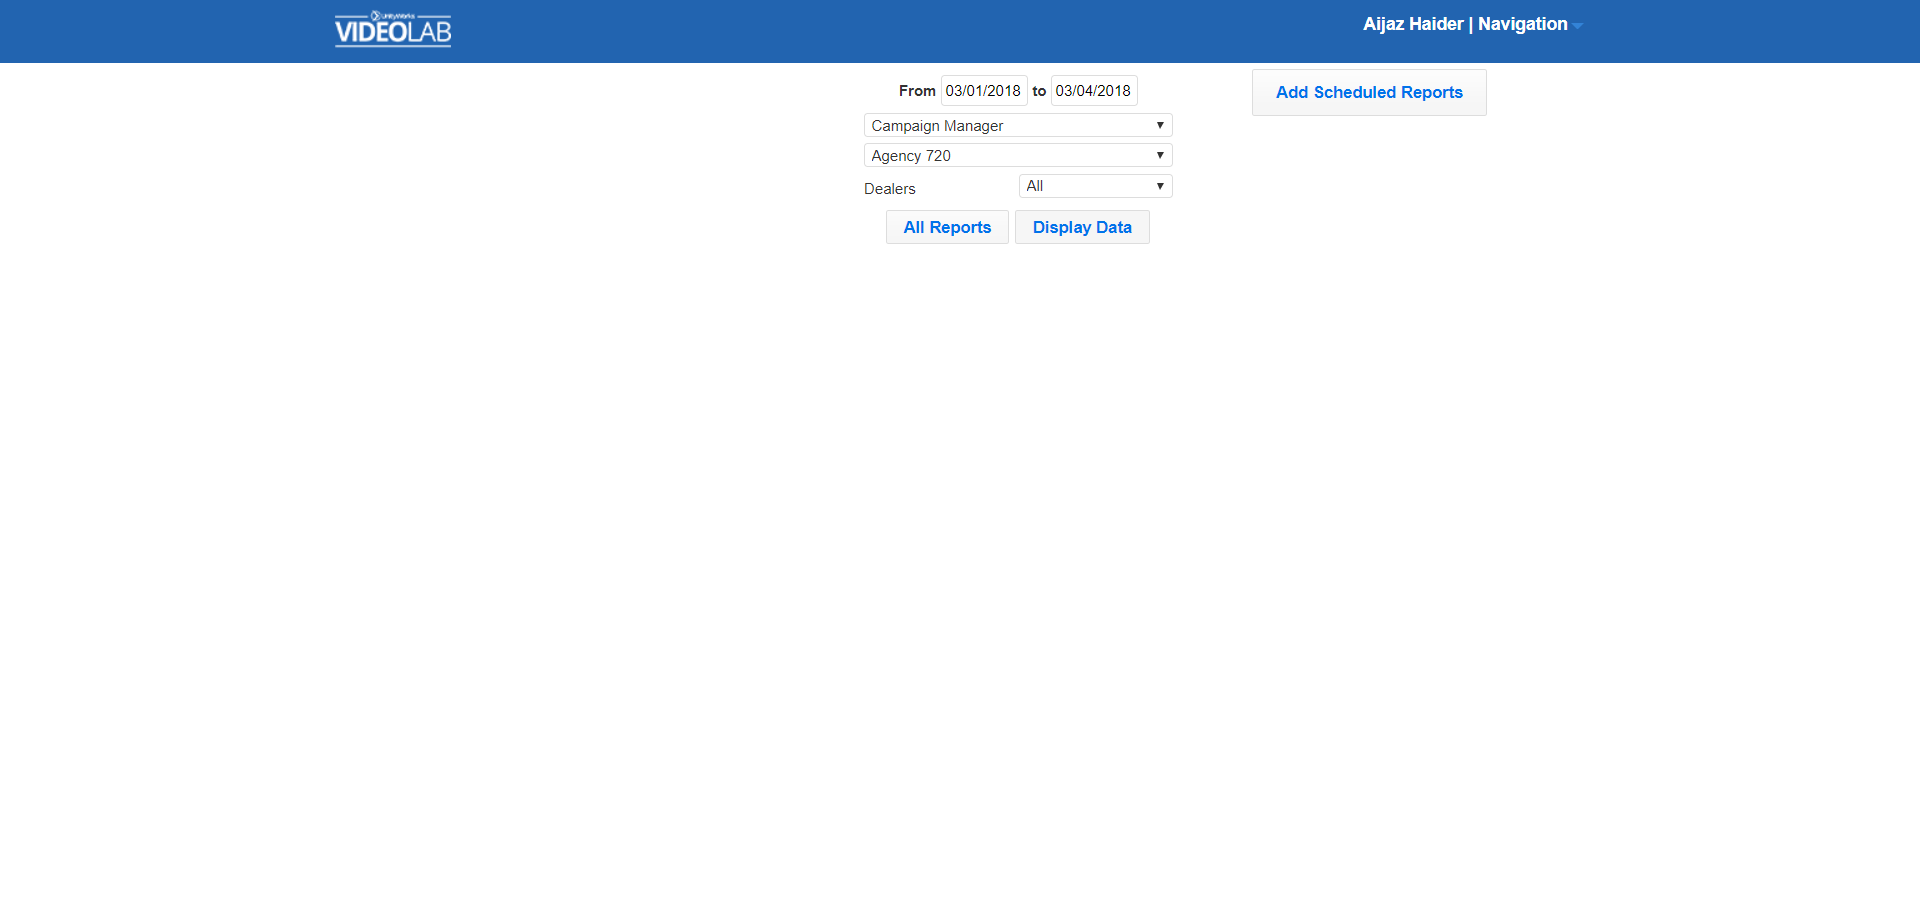 UnityWorks
VIDEOLAB
Aijaz Haider | Navigation
From 03/01/2018 to 03/04/2018
Add Scheduled Reports
Campaign Manager
Agency 720
Dealers All
All Reports Display Data